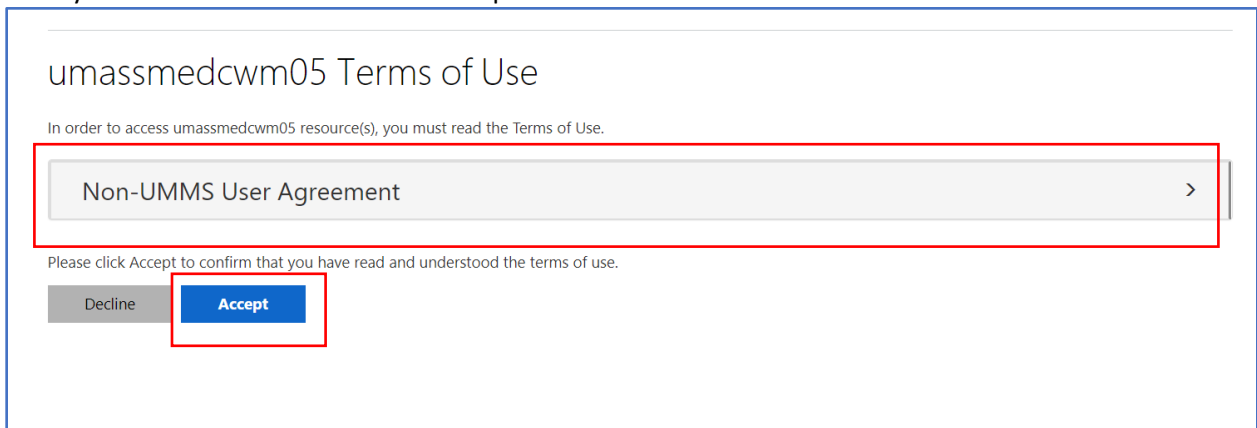 umassmedcwm05 Terms of Use
In order to access umassmedcwm05 resource(s), you must read the Terms of Use.
Non-UMMS User Agreement
Please click Accept to confirm that you have read and understood the terms of use.
Decline Accept